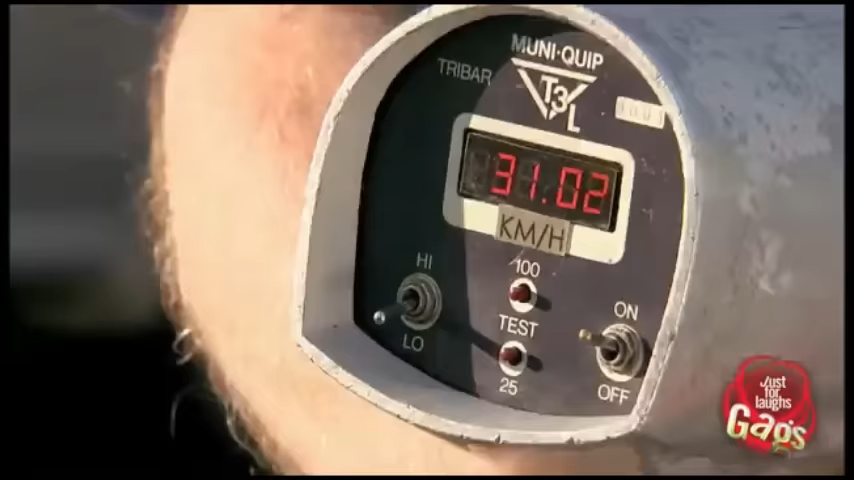 MUNI·QUIP
TRIBAR
T3
L
31.02
KM/H
HI
100
ON
TEST
LO
25
OFF
Just
for
laughs
Gags